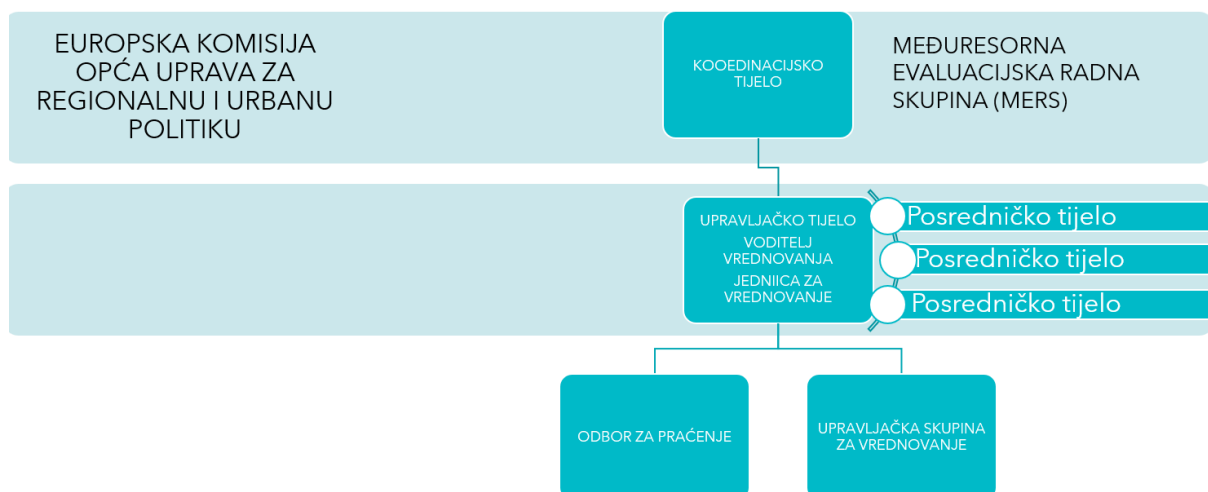 EUROPSKA KOMISIJA
OPĆA UPRAVA ZA
REGIONALNU I URBANU
POLITIKU
KOOEDINACIJSKO
TIJELO
MEĐURESORNA
EVALUACIJSKA RADNA
SKUPINA (MERS)
UPRAVLJAČKO TIJELO
VODITELJ
VREDNOVANJA
JEDNIICA ZA
VREDNOVANJE
Posredničko tijelo
Posredničko tijelo
Posredničko tijelo
ODBOR ZA PRAĆENJE
UPRAVLJAČKA SKUPINA
ZA VREDNOVANJE